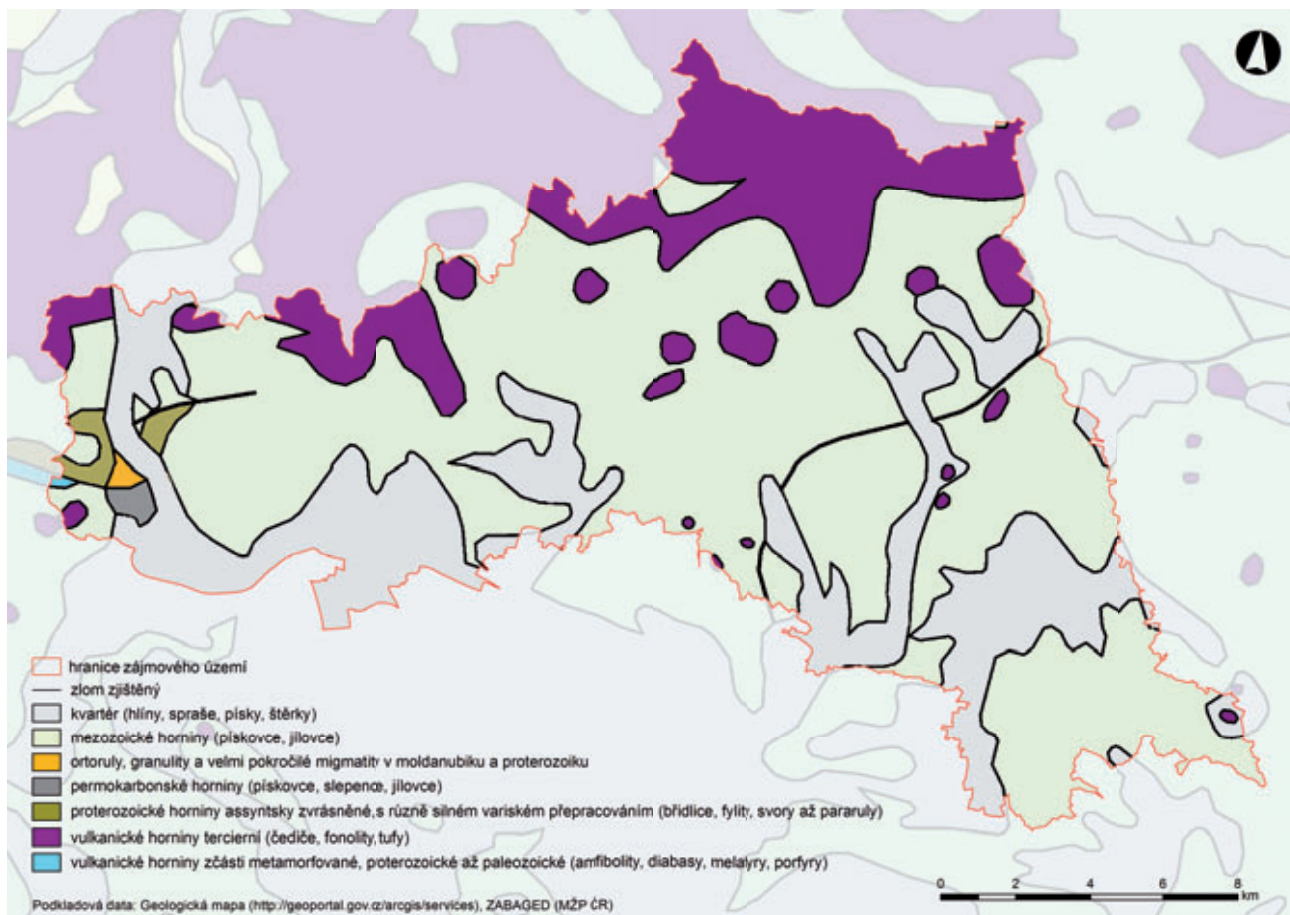 hranice zájmového území
zlom zjištěný
kvartér (hlíny, spraše, písky, štěrky)
mezozoické horniny (pískovce, jílovce)
ortoruly, granulity a velmi pokročilé migmatity v moldanubiku a proterozoiku
permokarbonské horniny (pískovce, slepence, jílovce)
proterozoické horniny assyntsky zvrásněné,s různě silném variském přepracováním (břidlice, fylity, svory až pararuly)
vulkanické horniny tercierní (čediče, fonolity,tufy)
vulkanické horniny zčásti metamorfované, proterozoické až paleozoické (amfibolity, diabasy, melafyry, porfyry)
0 2 4 6 8
km
Podkladová data: Geologická mapa (http://geoportal.gov.cz/arcgis/services), ZABAGED (MŽP ČR)